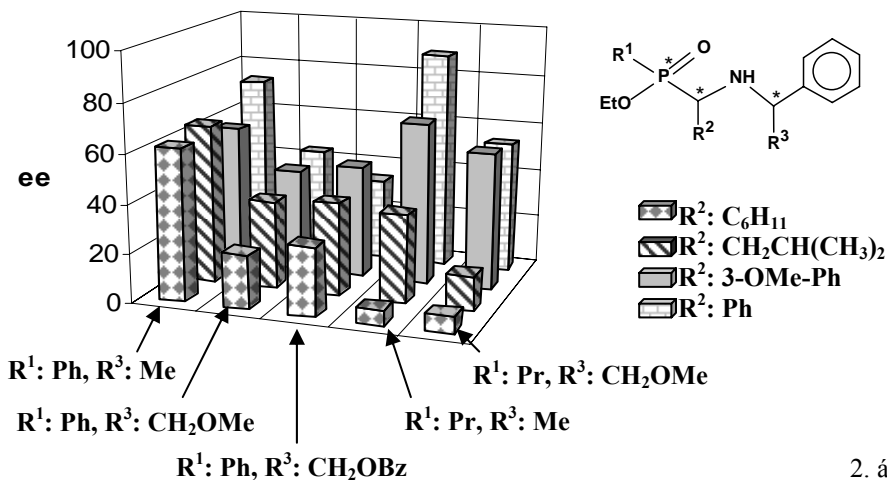 100
80
60
40
20
0
ee
R¹: Ph, R³: Me
R¹: Ph, R³: CH₂OMe
R¹: Ph, R³: CH₂OBz
R¹: Pr, R³: Me
R¹: Pr, R³: CH₂OMe
R¹
O
P
*
EtO
*
R²
NH
*
R³
R²: C₆H₁₁
R²: CH₂CH(CH₃)₂
R²: 3-OMe-Ph
R²: Ph
2. á